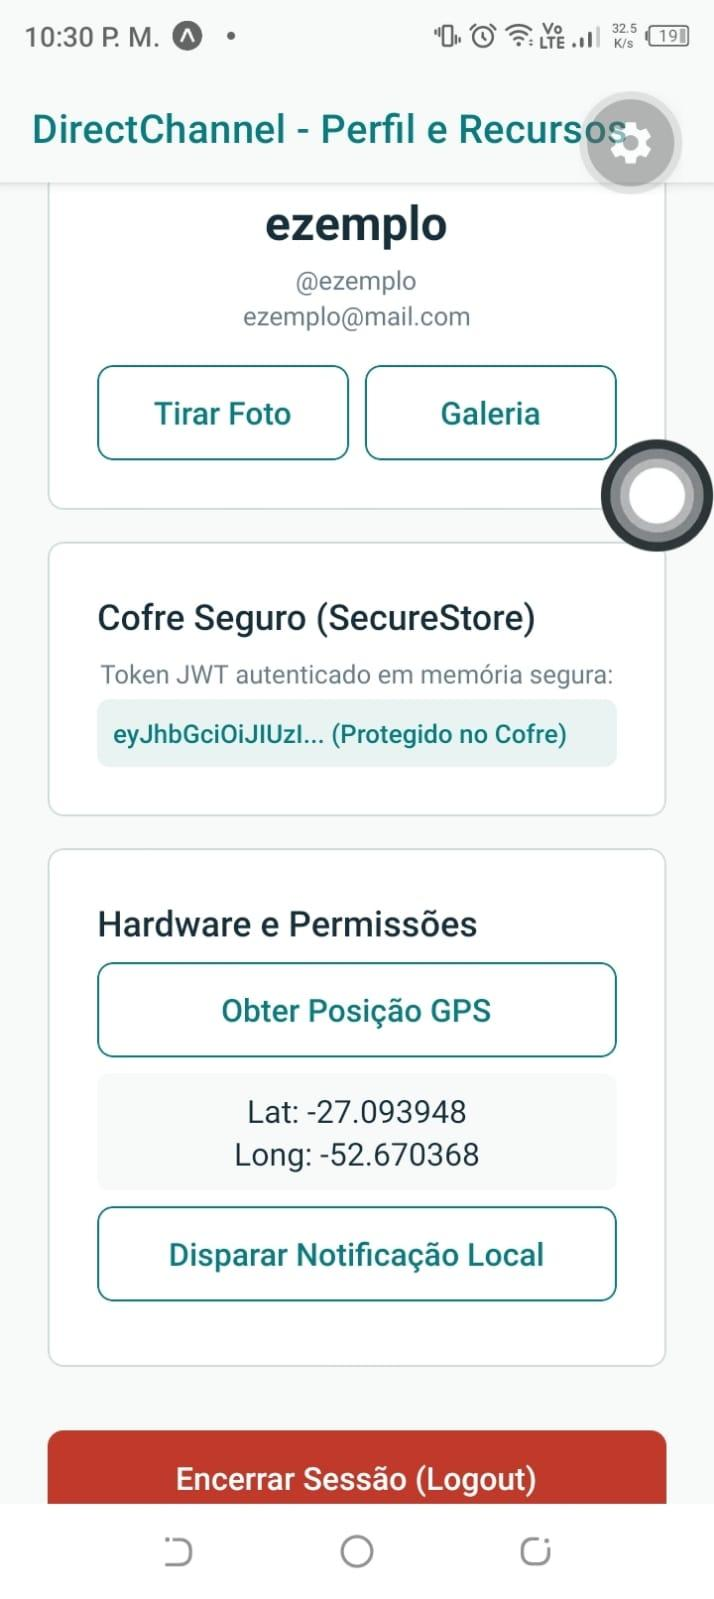 10:30 P. M.
Vo
LTE
32.5
K/s
19
DirectChannel - Perfil e Recursos
ezemplo
@ezemplo
ezemplo@mail.com
Tirar Foto
Galeria
Cofre Seguro (SecureStore)
Token JWT autenticado em memória segura:
eyJhbGciOiJIUzI... (Protegido no Cofre)
Hardware e Permissões
Obter Posição GPS
Lat: -27.093948
Long: -52.670368
Disparar Notificação Local
Encerrar Sessão (Logout)